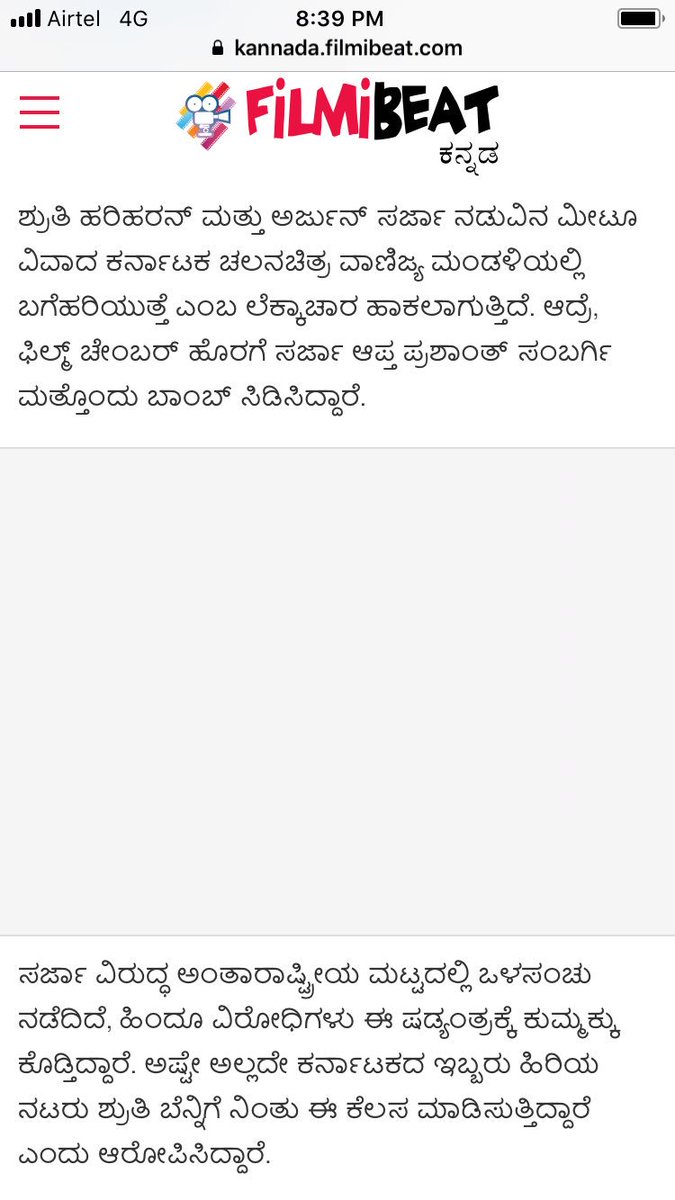 Airtel 4G 8:39 PM
kannada.filmibeat.com
FiLMiBEAT
ಕನ್ನಡ
ಶ್ರುತಿ ಹರಿಹರನ್ ಮತ್ತು ಅರ್ಜುನ್ ಸರ್ಜಾ ನಡುವಿನ ಮೀಟೂ
ವಿವಾದ ಕರ್ನಾಟಕ ಚಲನಚಿತ್ರ ವಾಣಿಜ್ಯ ಮಂಡಳಿಯಲ್ಲಿ
ಬಗೆಹರಿಯುತ್ತೆ ಎಂಬ ಲೆಕ್ಕಾಚಾರ ಹಾಕಲಾಗುತ್ತಿದೆ. ಆದ್ರೆ,
ಫಿಲ್ಮ್ ಚೇಂಬರ್ ಹೊರಗೆ ಸರ್ಜಾ ಆಪ್ತ ಪ್ರಶಾಂತ್ ಸಂಬರ್ಗಿ
ಮತ್ತೊಂದು ಬಾಂಬ್ ಸಿಡಿಸಿದ್ದಾರೆ.
ಸರ್ಜಾ ವಿರುದ್ಧ ಅಂತಾರಾಷ್ಟ್ರೀಯ ಮಟ್ಟದಲ್ಲಿ ಒಳಸಂಚು
ನಡೆದಿದೆ, ಹಿಂದೂ ವಿರೋಧಿಗಳು ಈ ಷಡ್ಯಂತ್ರಕ್ಕೆ ಕುಮ್ಮಕ್ಕು
ಕೊಡ್ತಿದ್ದಾರೆ. ಅಷ್ಟೇ ಅಲ್ಲದೇ ಕರ್ನಾಟಕದ ಇಬ್ಬರು ಹಿರಿಯ
ನಟರು ಶ್ರುತಿ ಬೆನ್ನಿಗೆ ನಿಂತು ಈ ಕೆಲಸ ಮಾಡಿಸುತ್ತಿದ್ದಾರೆ
ಎಂದು ಆರೋಪಿಸಿದ್ದಾರೆ.